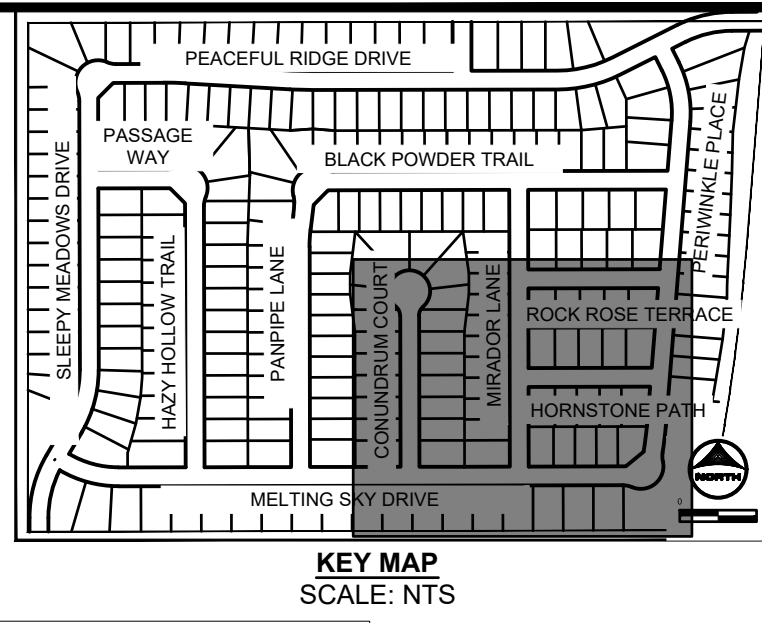 PEACEFUL RIDGE DRIVE
PASSAGE
WAY
BLACK POWDER TRAIL
SLEEPY MEADOWS DRIVE
HAZY HOLLOW TRAIL
PANPIPE LANE
CONUNDRUM COURT
MIRADOR LANE
PERIWINKLE PLACE
ROCK ROSE TERRACE
HORNSTONE PATH
MELTING SKY DRIVE
NORTH
0
KEY MAP
SCALE: NTS